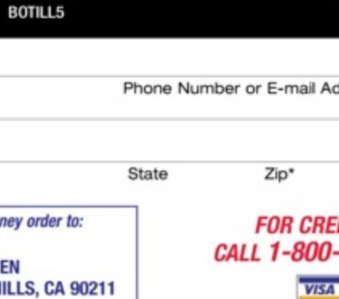 BOTILL5
Phone Number or E-mail Ad
State Zip*
ney order to:
FOR CRE
EN
CALL 1-800-
ILLS, CA 90211
VISA